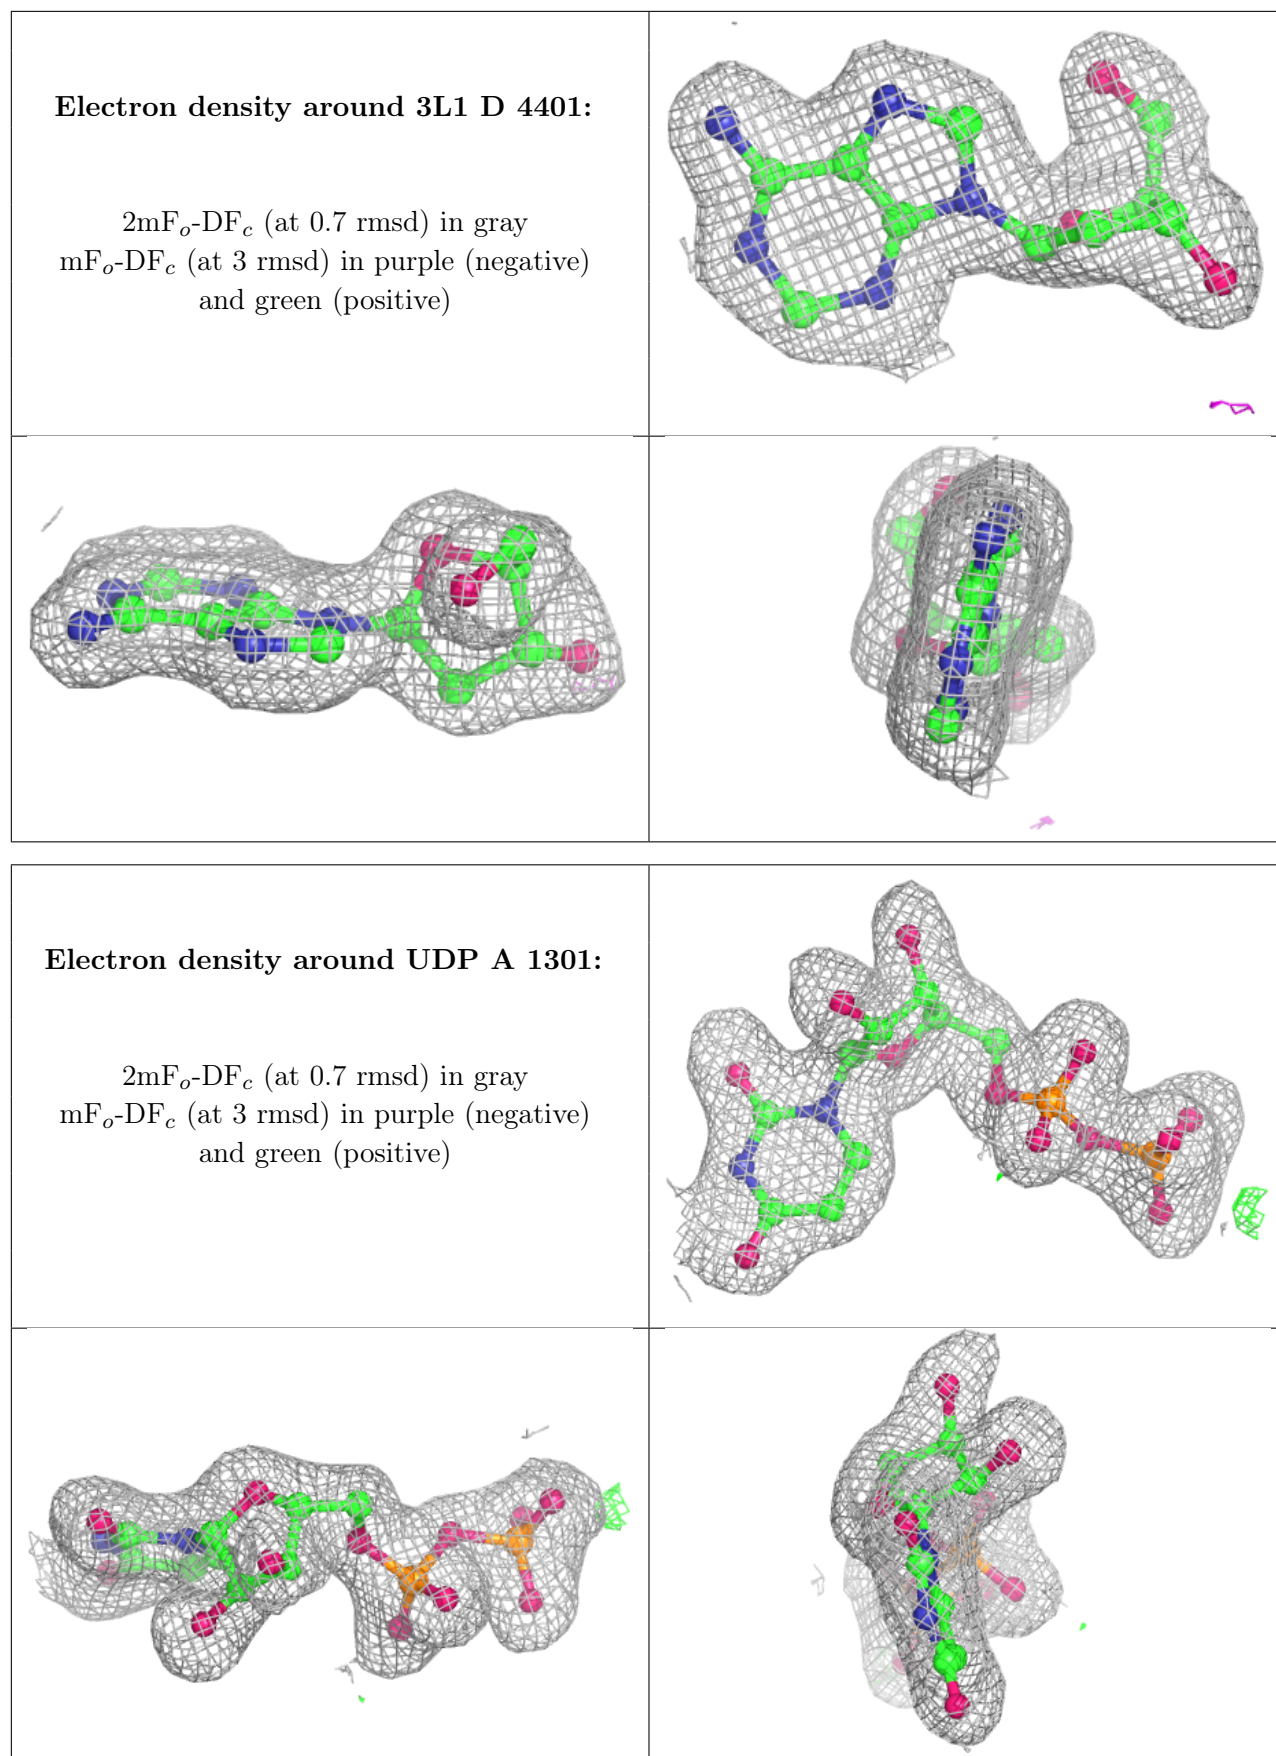 Electron density around 3L1 D 4401:
2mFo-DFc (at 0.7 rmsd) in gray
mFo-DFc (at 3 rmsd) in purple (negative)
and green (positive)
Electron density around UDP A 1301:
2mFo-DFc (at 0.7 rmsd) in gray
mFo-DFc (at 3 rmsd) in purple (negative)
and green (positive)